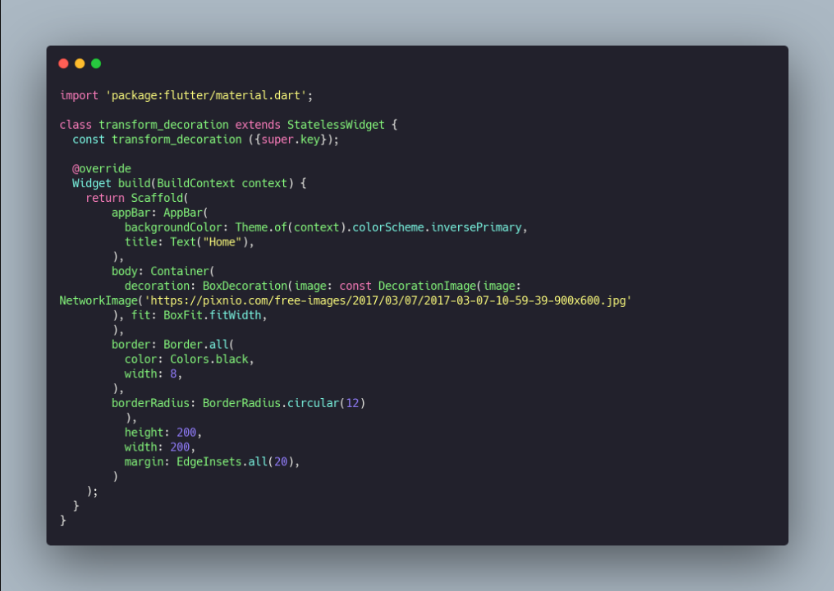 import 'package:flutter/material.dart';

class transform_decoration extends StatelessWidget {
  const transform_decoration ({super.key});

  @override
  Widget build(BuildContext context) {
    return Scaffold(
        appBar: AppBar(
          backgroundColor: Theme.of(context).colorScheme.inversePrimary,
          title: Text("Home"),
        ),
        body: Container(
          decoration: BoxDecoration(image: const DecorationImage(image:
NetworkImage('https://pixnio.com/free-images/2017/03/07/2017-03-07-10-59-39-900x600.jpg'
        ), fit: BoxFit.fitWidth,
        ),
        border: Border.all(
          color: Colors.black,
          width: 8,
        ),
        borderRadius: BorderRadius.circular(12)
          ),
          height: 200,
          width: 200,
          margin: EdgeInsets.all(20),
        )
    );
  }
}